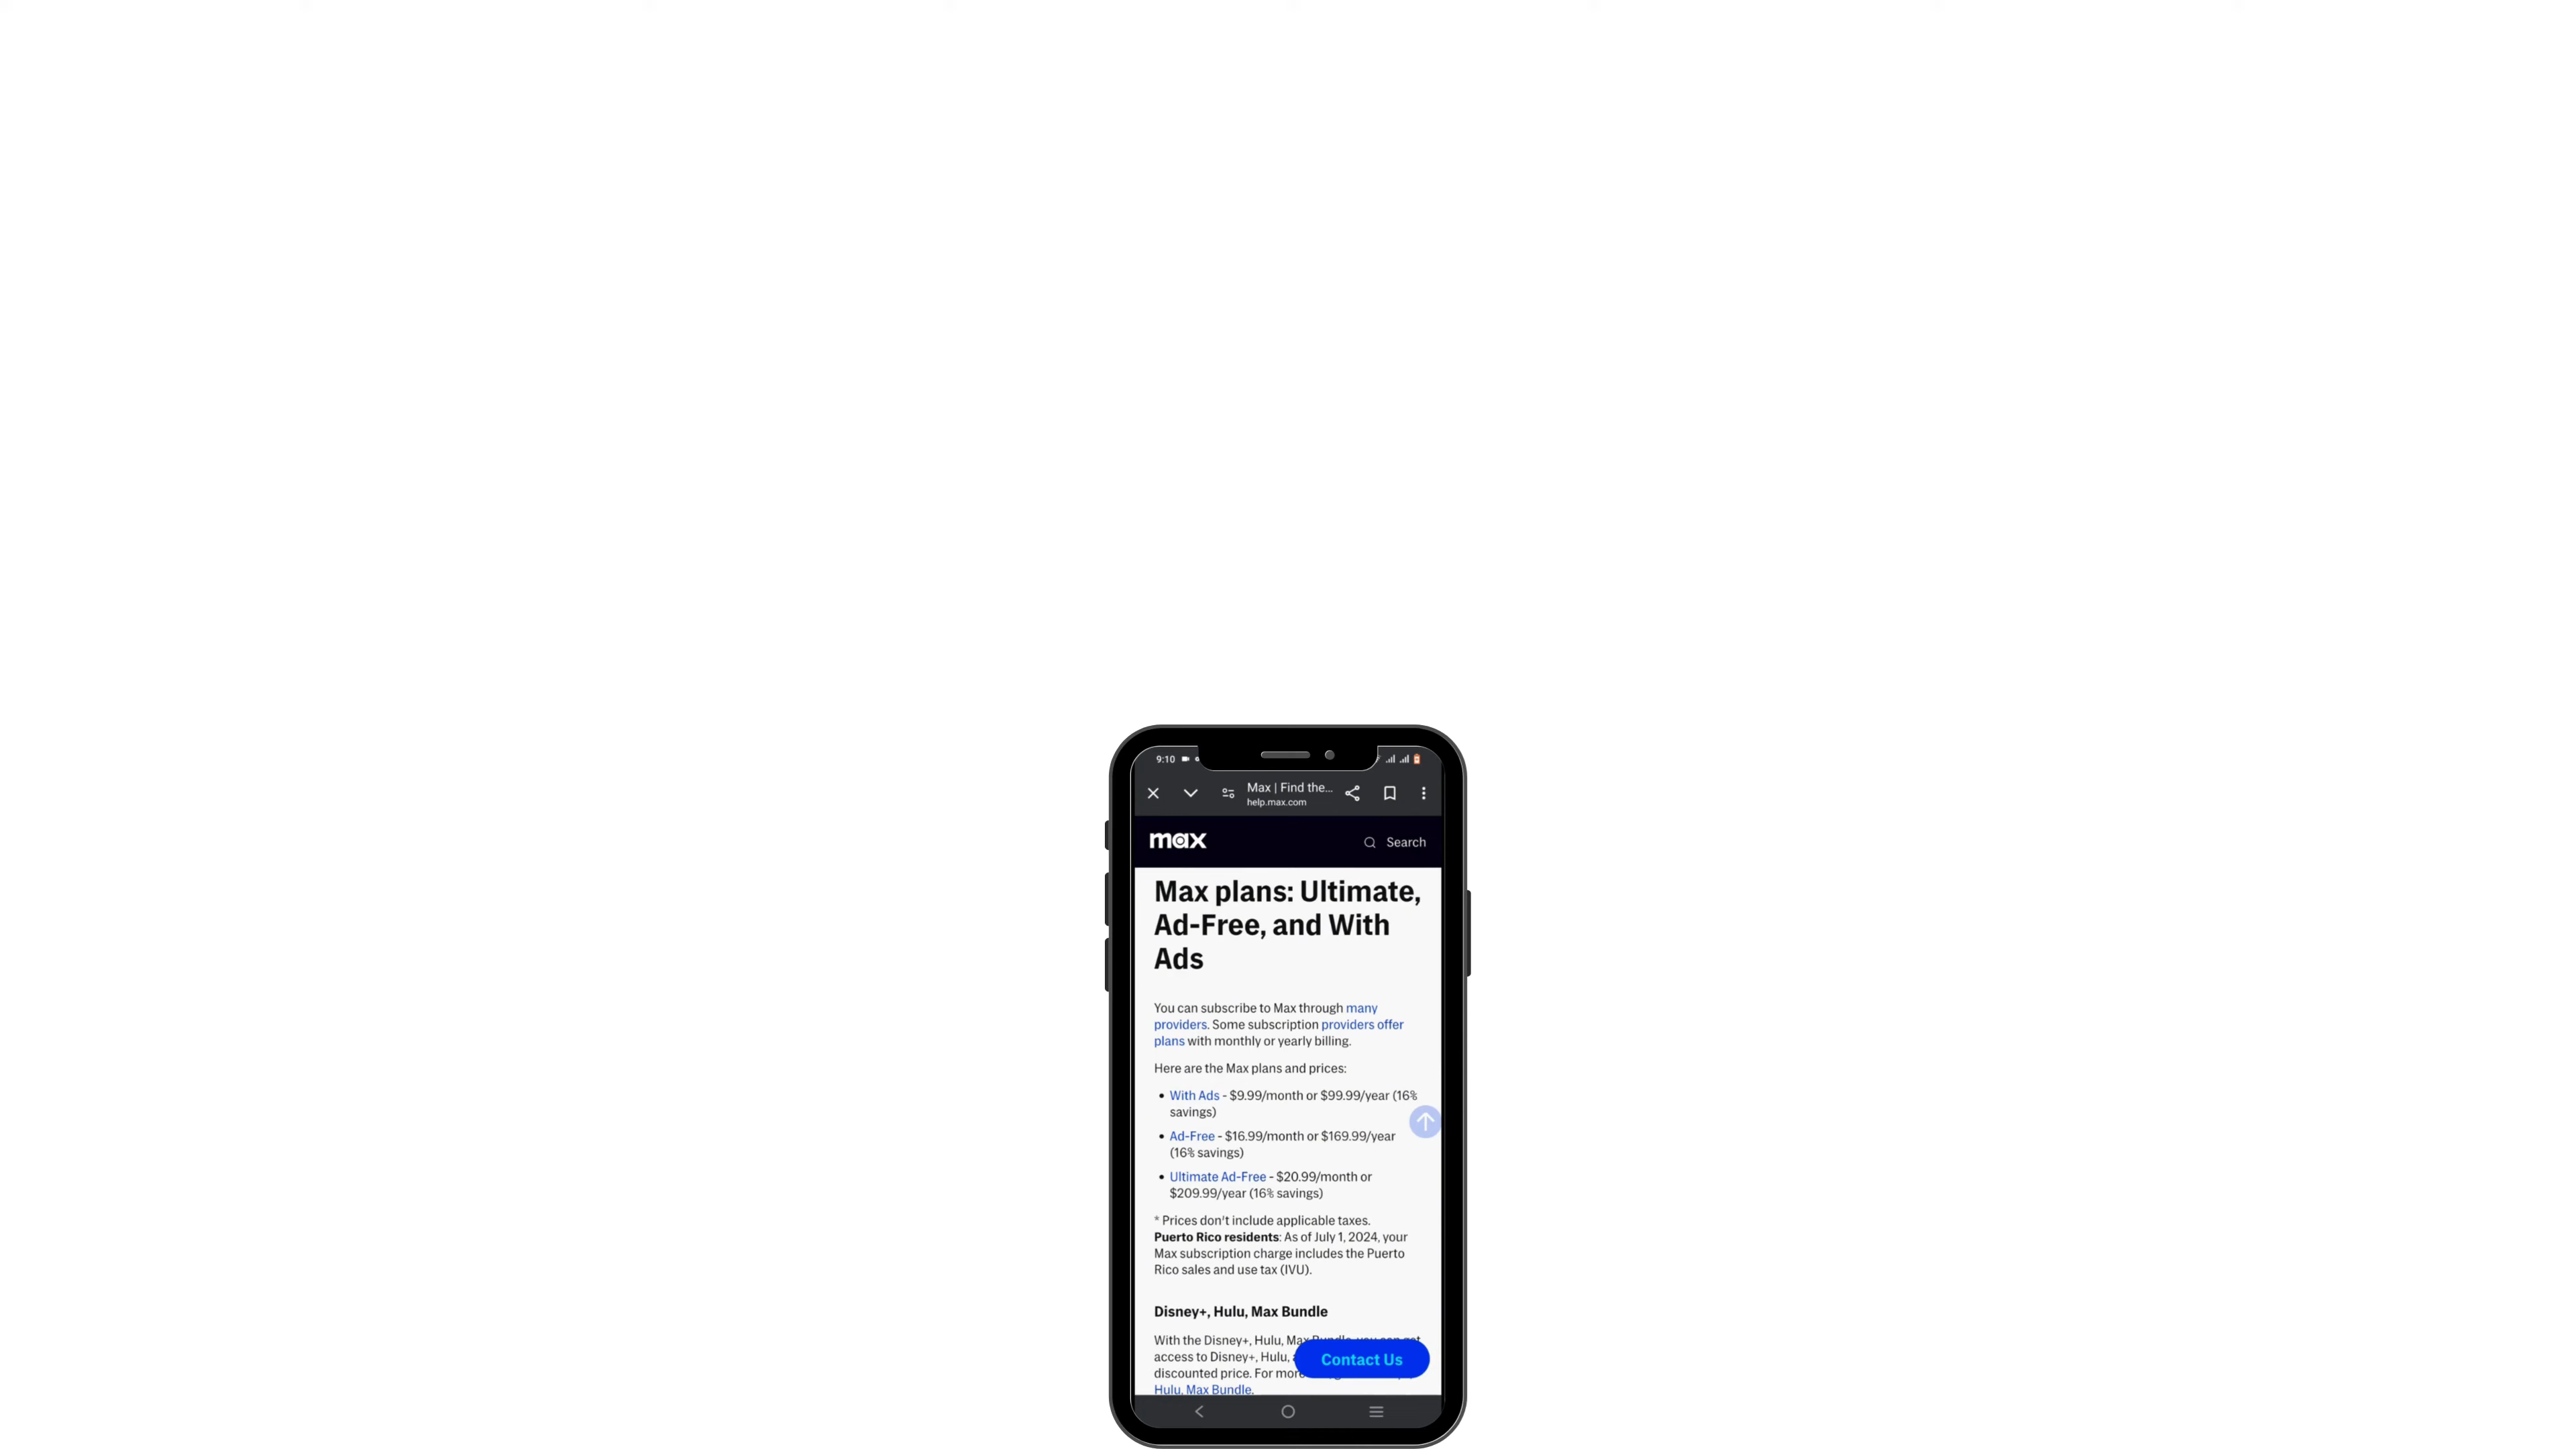 9:10
Max | Find the...
help.max.com
max
Search
Max plans: Ultimate,
Ad-Free, and With
Ads
You can subscribe to Max through many
providers. Some subscription providers offer
plans with monthly or yearly billing.
Here are the Max plans and prices:
• With Ads - $9.99/month or $99.99/year (16%
savings)
• Ad-Free - $16.99/month or $169.99/year
(16% savings)
• Ultimate Ad-Free - $20.99/month or
$209.99/year (16% savings)
* Prices don't include applicable taxes.
Puerto Rico residents: As of July 1, 2024, your
Max subscription charge includes the Puerto
Rico sales and use tax (IVU).
Disney+, Hulu, Max Bundle
With the Disney+, Hulu, Max Bundle, you can get
access to Disney+, Hulu,
discounted price. For more
Hulu, Max Bundle.
Contact Us